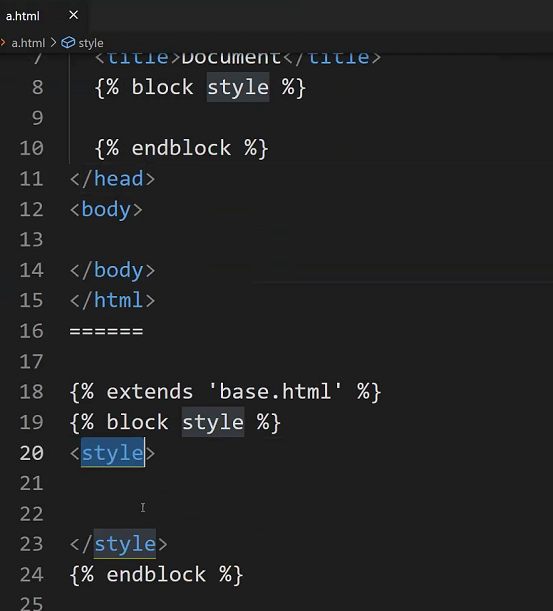 a.html ×
a.html > style
7 <title>Document</title>
8 {% block style %}
9
10 {% endblock %}
11 </head>
12 <body>
13
14 </body>
15 </html>
16 ======
17
18 {% extends 'base.html' %}
19 {% block style %}
20 <style>
21
22
23 </style>
24 {% endblock %}
25